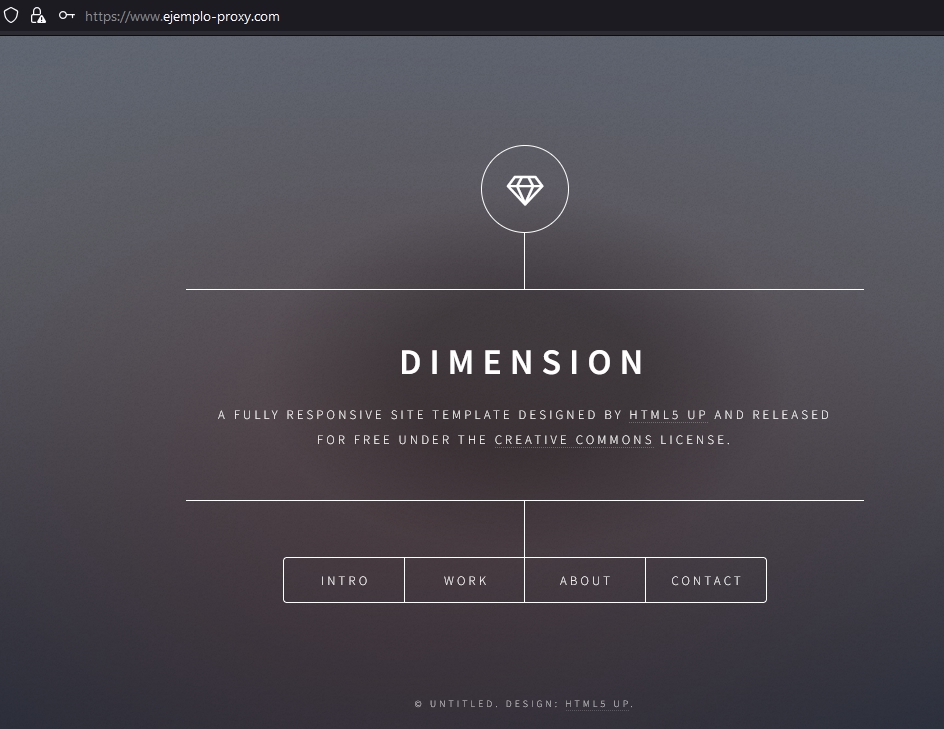 https://www.ejemplo-proxy.com
DIMENSION
A FULLY RESPONSIVE SITE TEMPLATE DESIGNED BY HTML5 UP AND RELEASED
FOR FREE UNDER THE CREATIVE COMMONS LICENSE.
INTRO WORK ABOUT CONTACT
© UNTITLED. DESIGN: HTML5 UP.